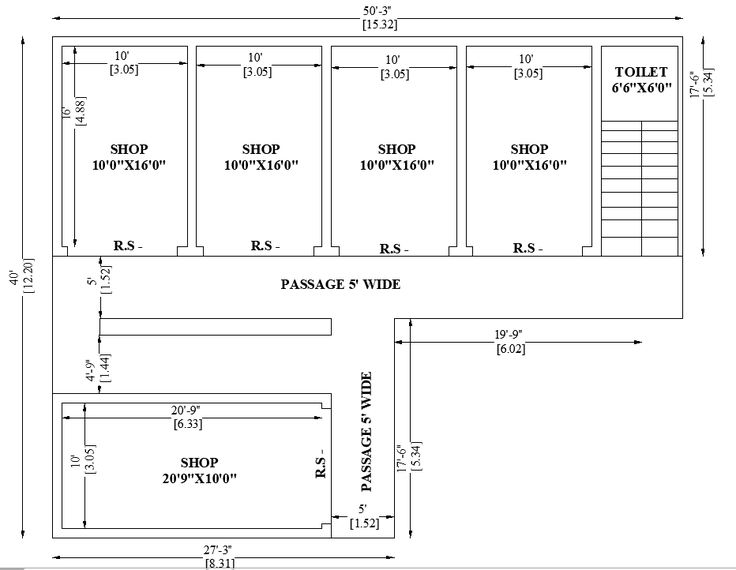 50'-3"
[15.32]
10'
[3.05]
10'
[3.05]
10'
[3.05]
10'
[3.05]
TOILET
6'6"X6'0"
17'-6"
[5.34]
16'
[4.88]
SHOP
10'0"X16'0"
SHOP
10'0"X16'0"
SHOP
10'0"X16'0"
SHOP
10'0"X16'0"
R.S -
R.S -
R.S -
R.S -
40'
[12.20]
5'
[1.52]
PASSAGE 5' WIDE
19'-9"
[6.02]
4'-9"
[1.44]
20'-9"
[6.33]
10'
[3.05]
SHOP
20'9"X10'0"
R.S -
PASSAGE 5' WIDE
17'-6"
[5.34]
5'
[1.52]
27'-3"
[8.31]